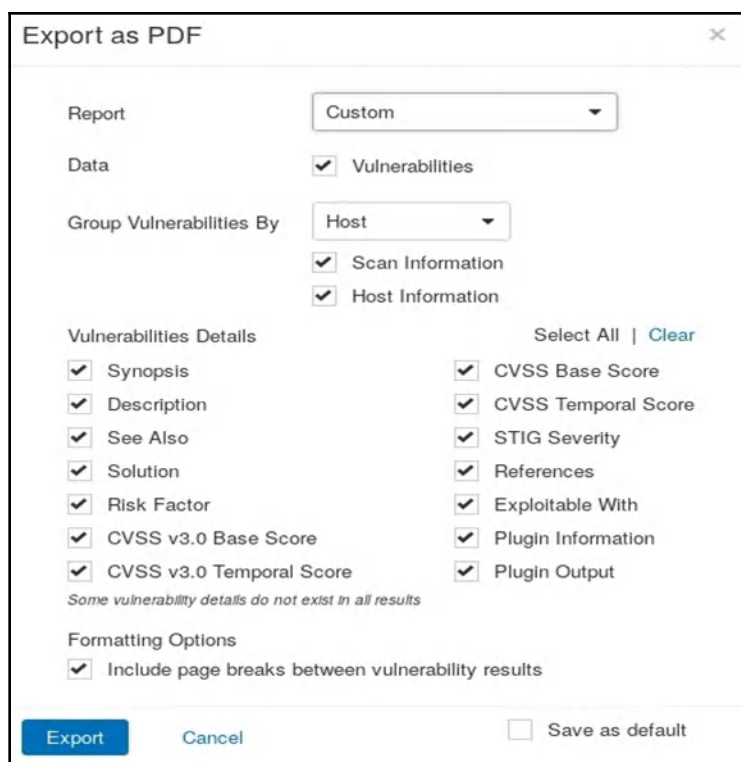 Export as PDF ×
Report Custom
Data Vulnerabilities
Group Vulnerabilities By Host
Scan Information
Host Information
Vulnerabilities Details Select All | Clear
Synopsis CVSS Base Score
Description CVSS Temporal Score
See Also STIG Severity
Solution References
Risk Factor Exploitable With
CVSS v3.0 Base Score Plugin Information
CVSS v3.0 Temporal Score Plugin Output
Some vulnerability details do not exist in all results
Formatting Options
Include page breaks between vulnerability results
Export Cancel Save as default